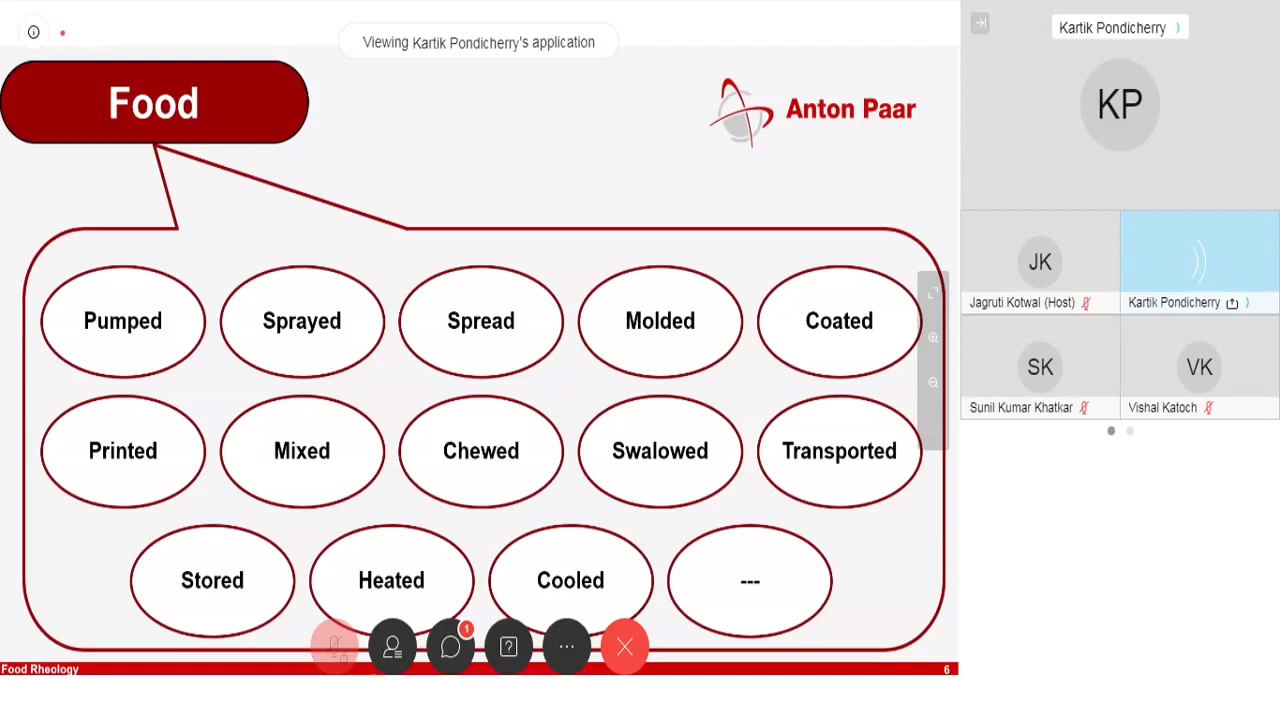 Viewing Kartik Pondicherry's application
Food
Anton Paar
Pumped
Sprayed
Spread
Molded
Coated
Printed
Mixed
Chewed
Swalowed
Transported
Stored
Heated
Cooled
---
1
?
Food Rheology
6
Kartik Pondicherry
KP
JK
Jagruti Kotwal (Host)
Kartik Pondicherry
SK
Sunil Kumar Khatkar
VK
Vishal Katoch